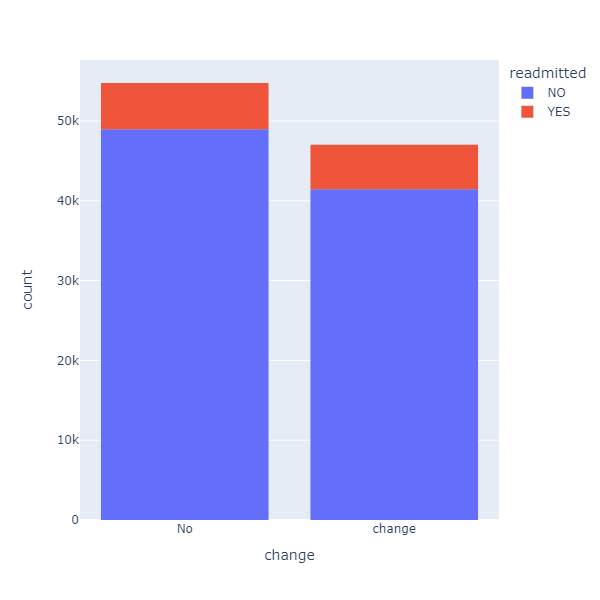 readmitted
NO
YES
count
50k
40k
30k
20k
10k
0
No
change
change